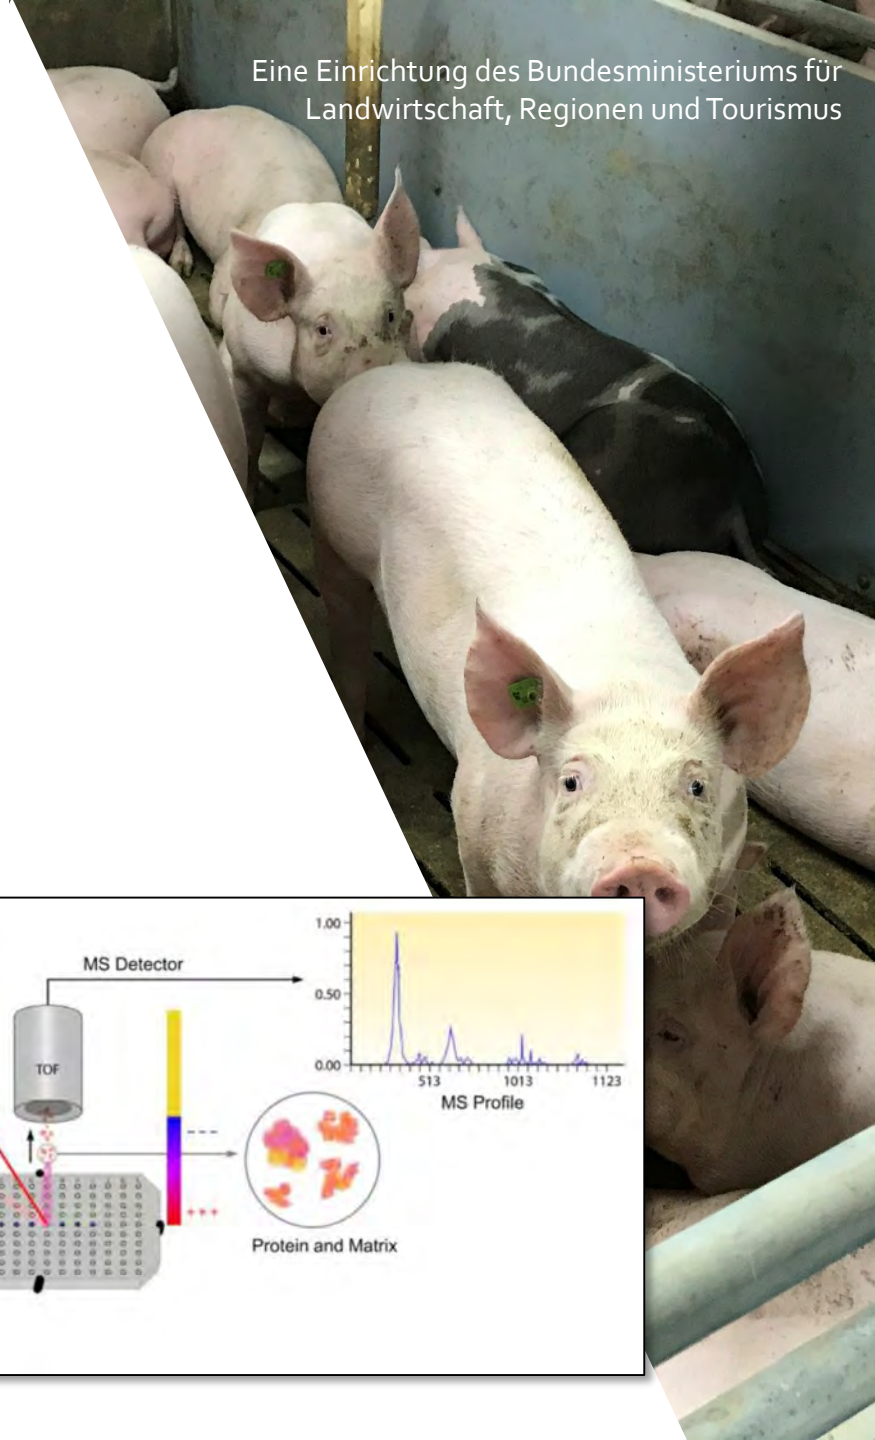 Eine Einrichtung des Bundesministeriums für
Landwirtschaft, Regionen und Tourismus
MS Detector
TOF
1.00
0.50
0.00
513 1013 1123
MS Profile
- - -
+ + +
Protein and Matrix